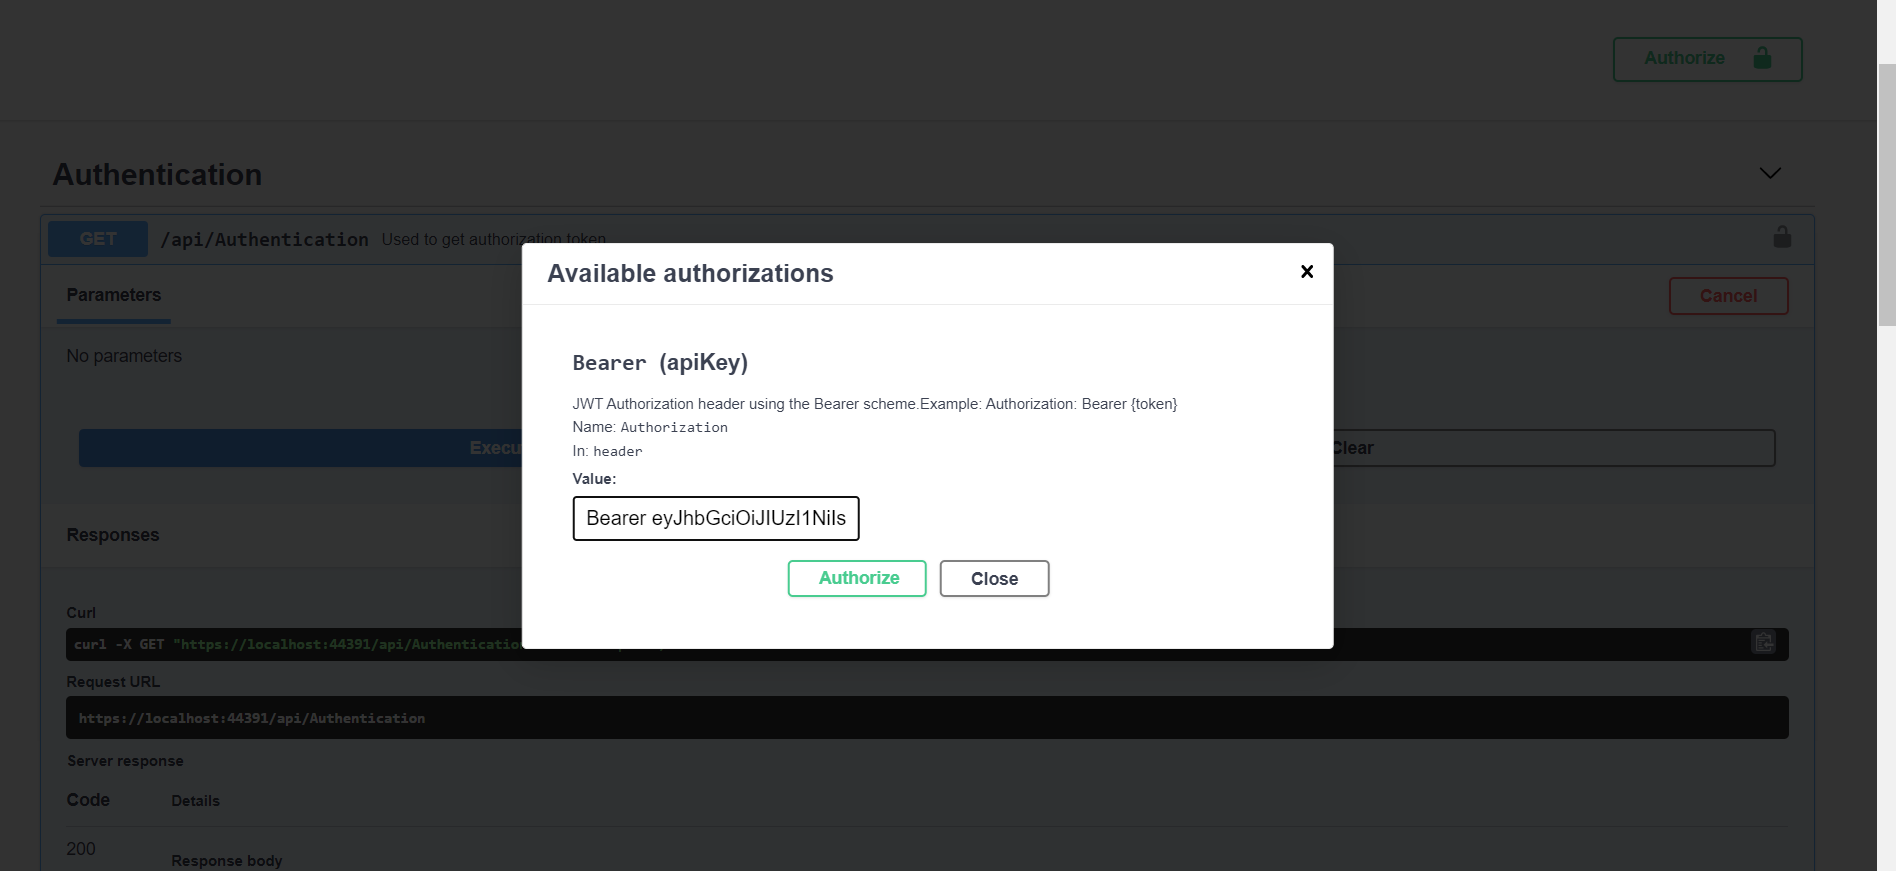 Authorize
Authentication
GET /api/Authentication Used to get authorization token
Available authorizations
Parameters
Cancel
No parameters
Bearer (apiKey)
JWT Authorization header using the Bearer scheme.Example: Authorization: Bearer {token}
Name: Authorization
In: header
Value:
Bearer eyJhbGciOiJIUzI1NiIs
Authorize Close
Clear
Responses
Curl
curl -X GET "https://localhost:44391/api/Authentication
Request URL
https://localhost:44391/api/Authentication
Server response
Code Details
200
Response body